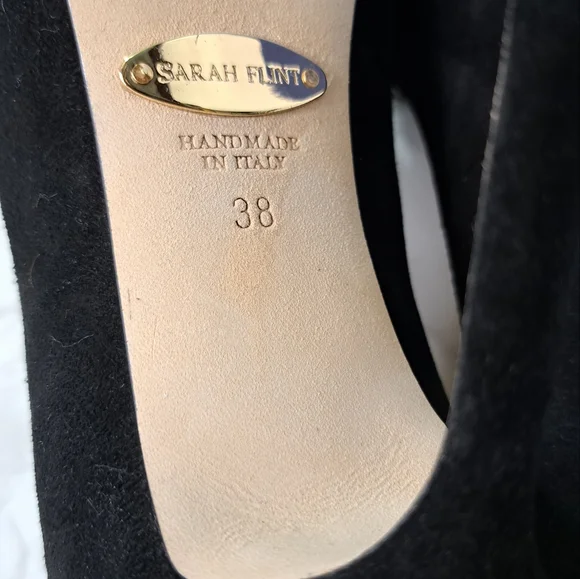 SARAH FLINT
HANDMADE
IN ITALY
38